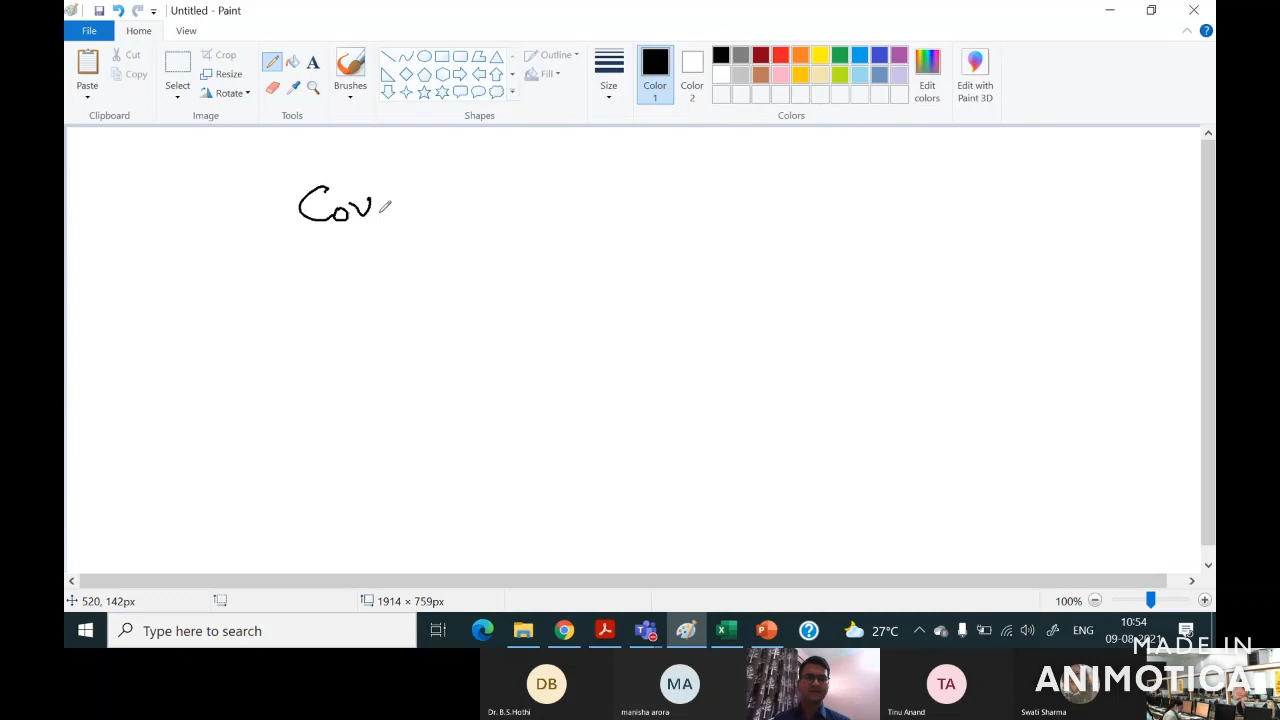 Untitled - Paint
File
Home
View
Paste
Cut
Copy
Clipboard
Select
Crop
Resize
Rotate
Image
Tools
Brushes
Shapes
Outline
Fill
Size
Color
1
Color
2
Edit
colors
Colors
Edit with
Paint 3D
Cov
520, 142px
1914 × 759px
100%
Type here to search
27°C
ENG
10:54
09-08-2021
MADE IN
ANIMOTICA
DB
Dr. B.S.Hothi
MA
manisha arora
TA
Tinu Anand
Swati Sharma